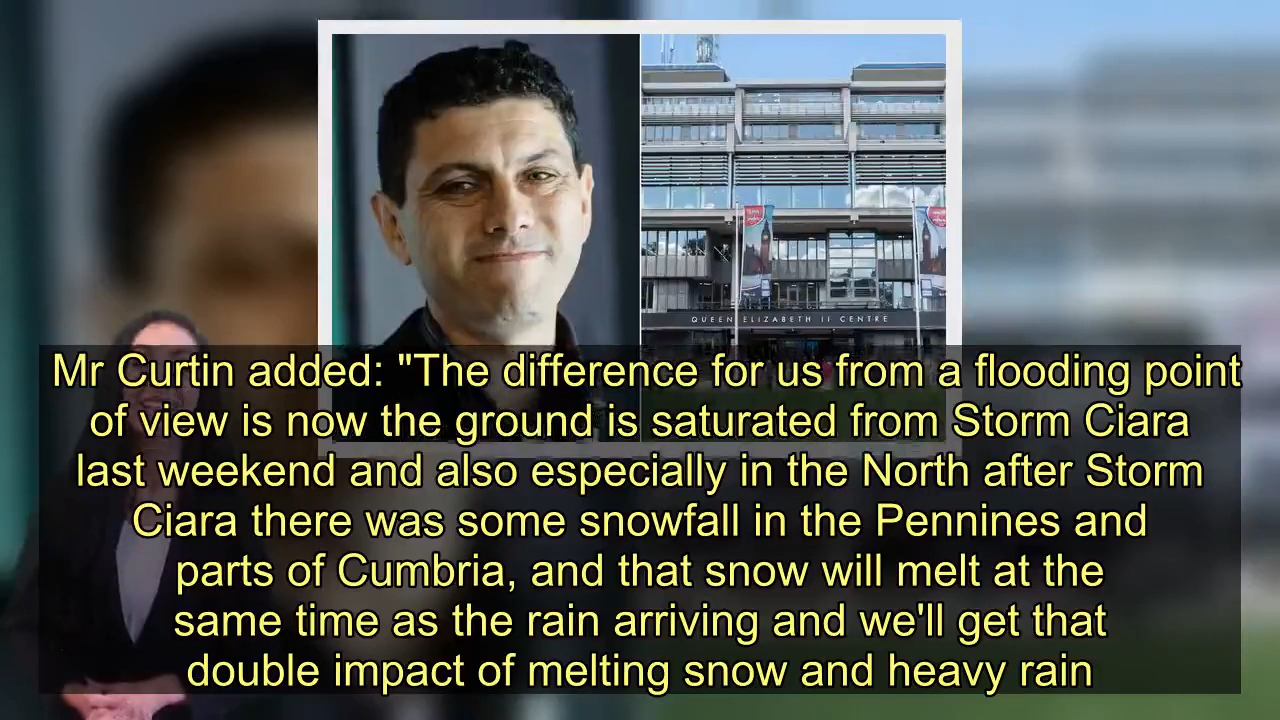 QUEEN ELIZABETH II CENTRE
Mr Curtin added: "The difference for us from a flooding point
of view is now the ground is saturated from Storm Ciara
last weekend and also especially in the North after Storm
Ciara there was some snowfall in the Pennines and
parts of Cumbria, and that snow will melt at the
same time as the rain arriving and we'll get that
double impact of melting snow and heavy rain